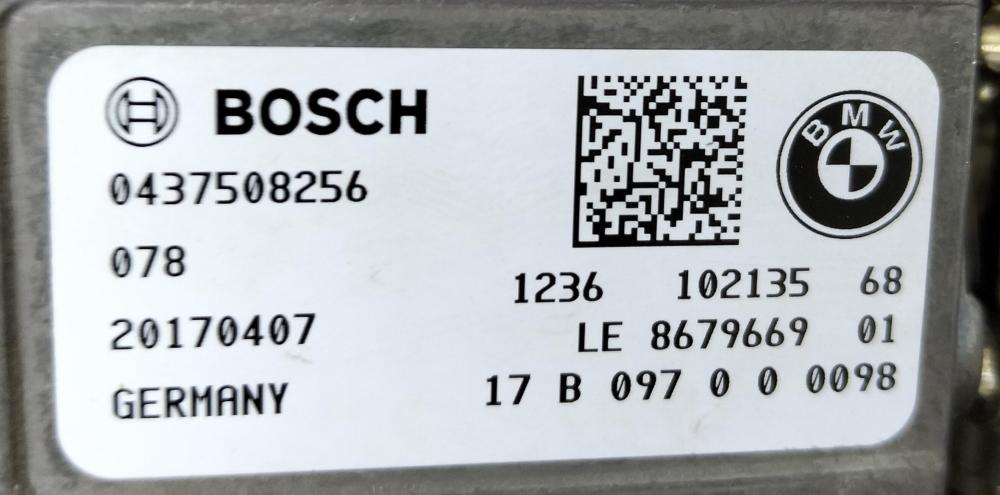 BOSCH
BMW
0437508256
078
1236 102135 68
20170407
LE 8679669 01
GERMANY
17 B 097 0 0 0098